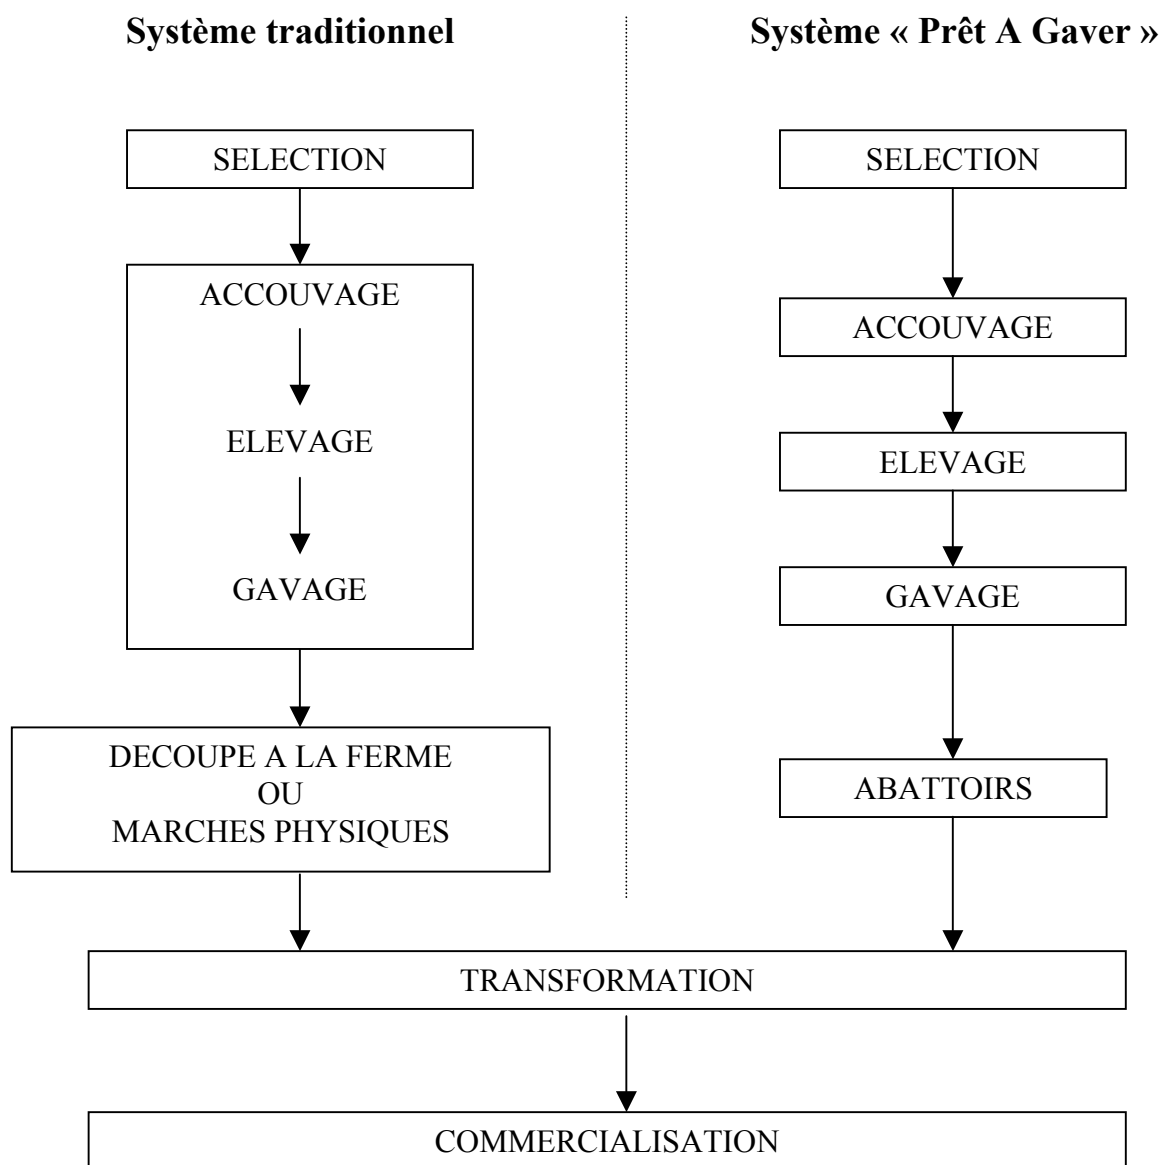 Système traditionnel
SELECTION
ACCOUVAGE
ELEVAGE
GAVAGE
DECOUPE A LA FERME
OU
MARCHES PHYSIQUES
Système « Prêt A Gaver »
SELECTION
ACCOUVAGE
ELEVAGE
GAVAGE
ABATTOIRS
TRANSFORMATION
COMMERCIALISATION